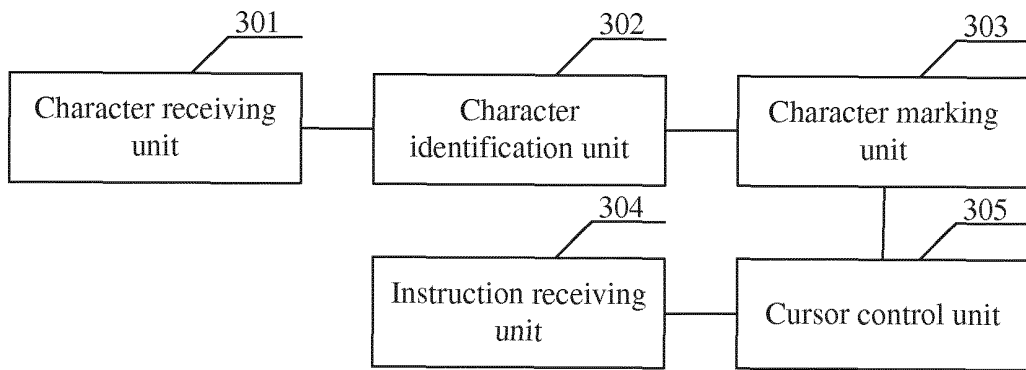 301
302
303
Character receiving
unit
Character
identification unit
Character marking
unit
304
305
Instruction receiving
unit
Cursor control unit